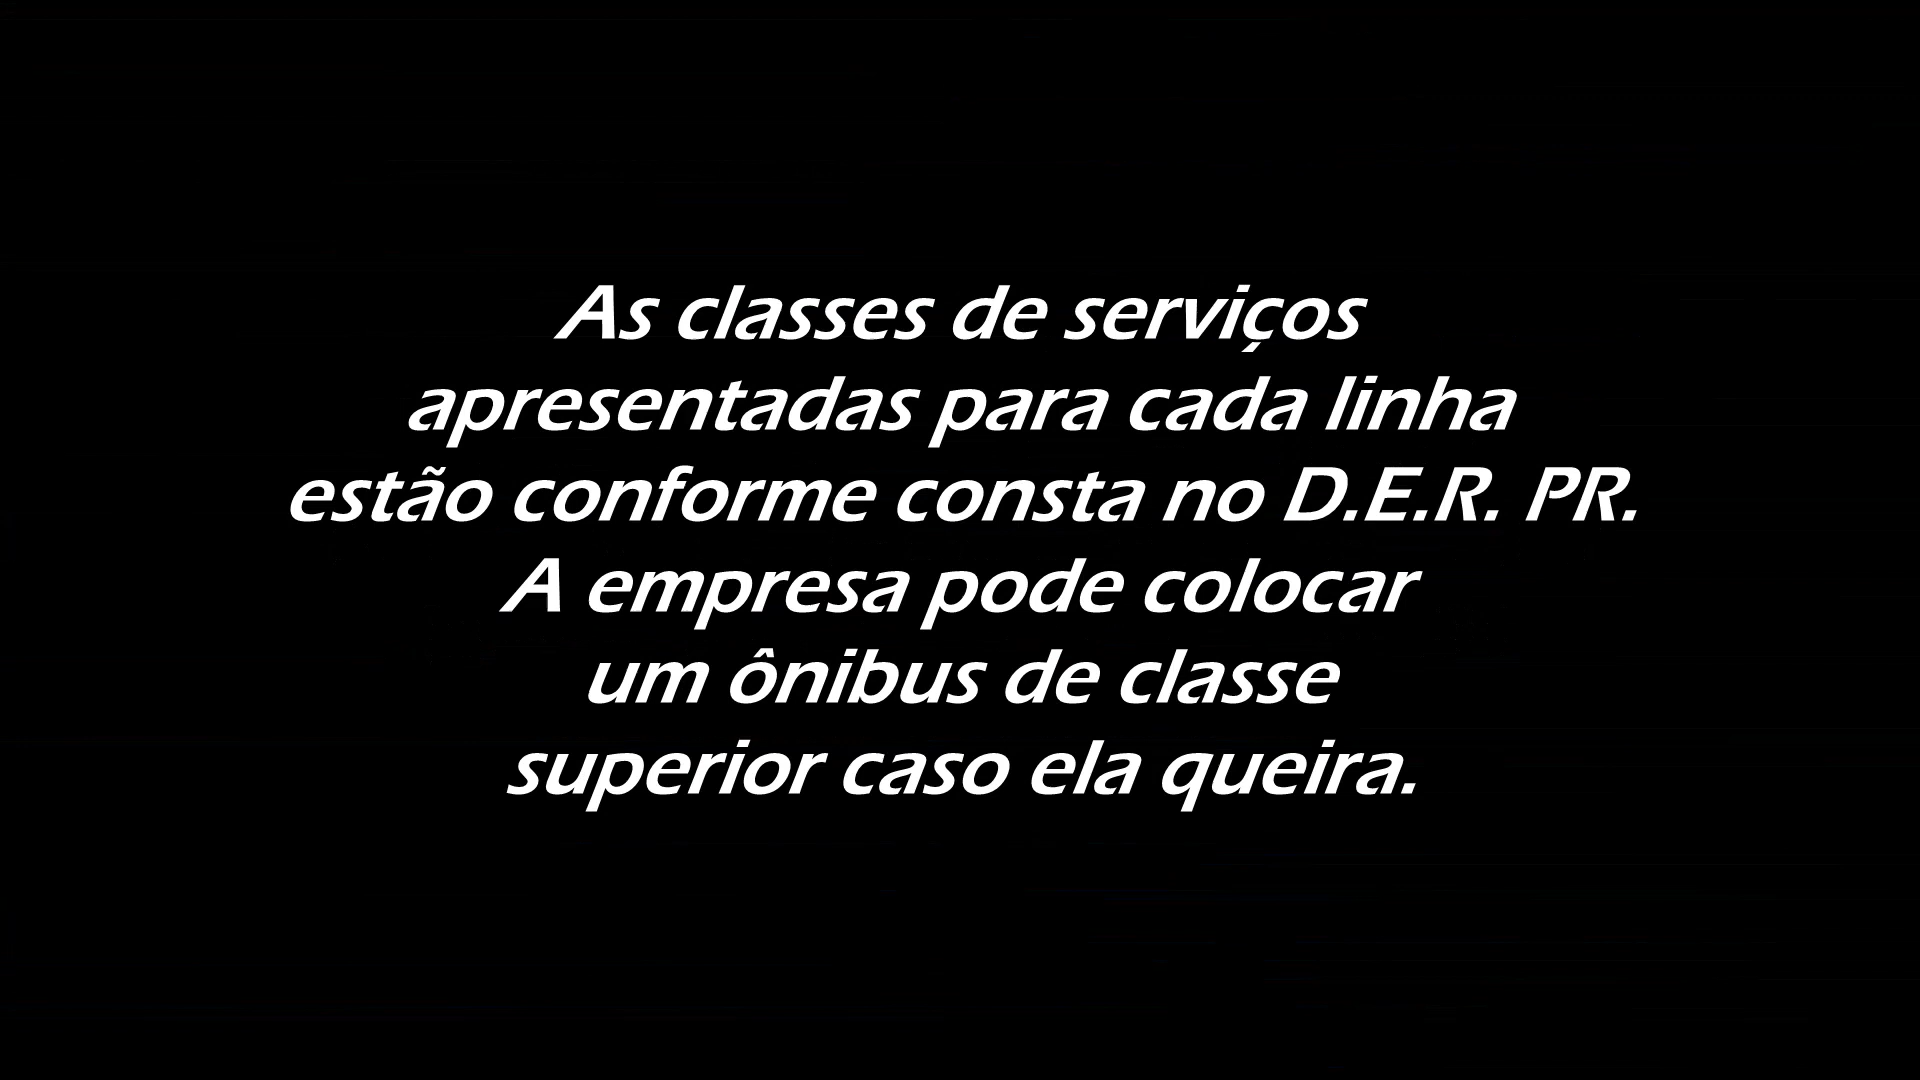 As classes de serviços
apresentadas para cada linha
estão conforme consta no D.E.R. PR.
A empresa pode colocar
um ônibus de classe
superior caso ela queira.